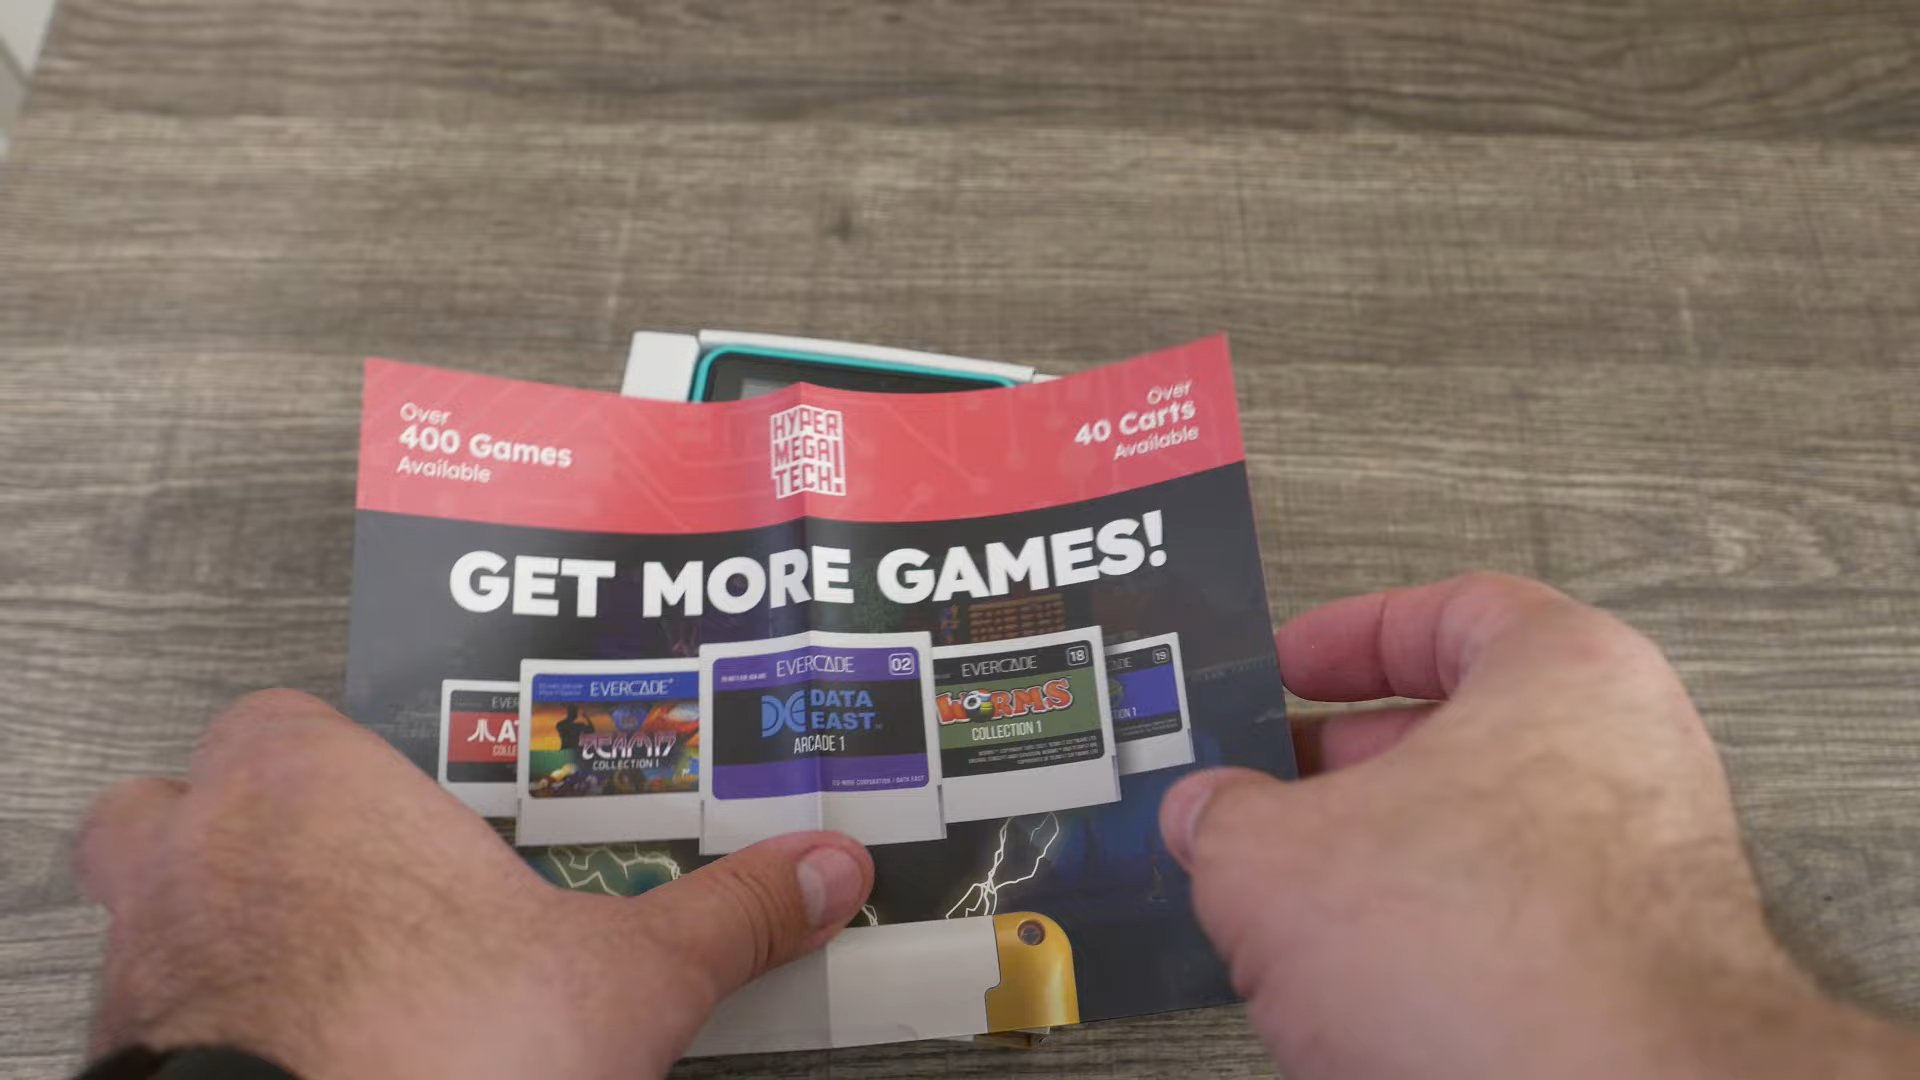 Over
400 Games
Available
HYPER
MEGA
TECH!
Over
40 Carts
Available
GET MORE GAMES!
EVERCADE
TEAM17
COLLECTION 1
EVERCADE
02
DATA
EAST
ARCADE 1
EVERCADE
18
WORMS
COLLECTION 1
19